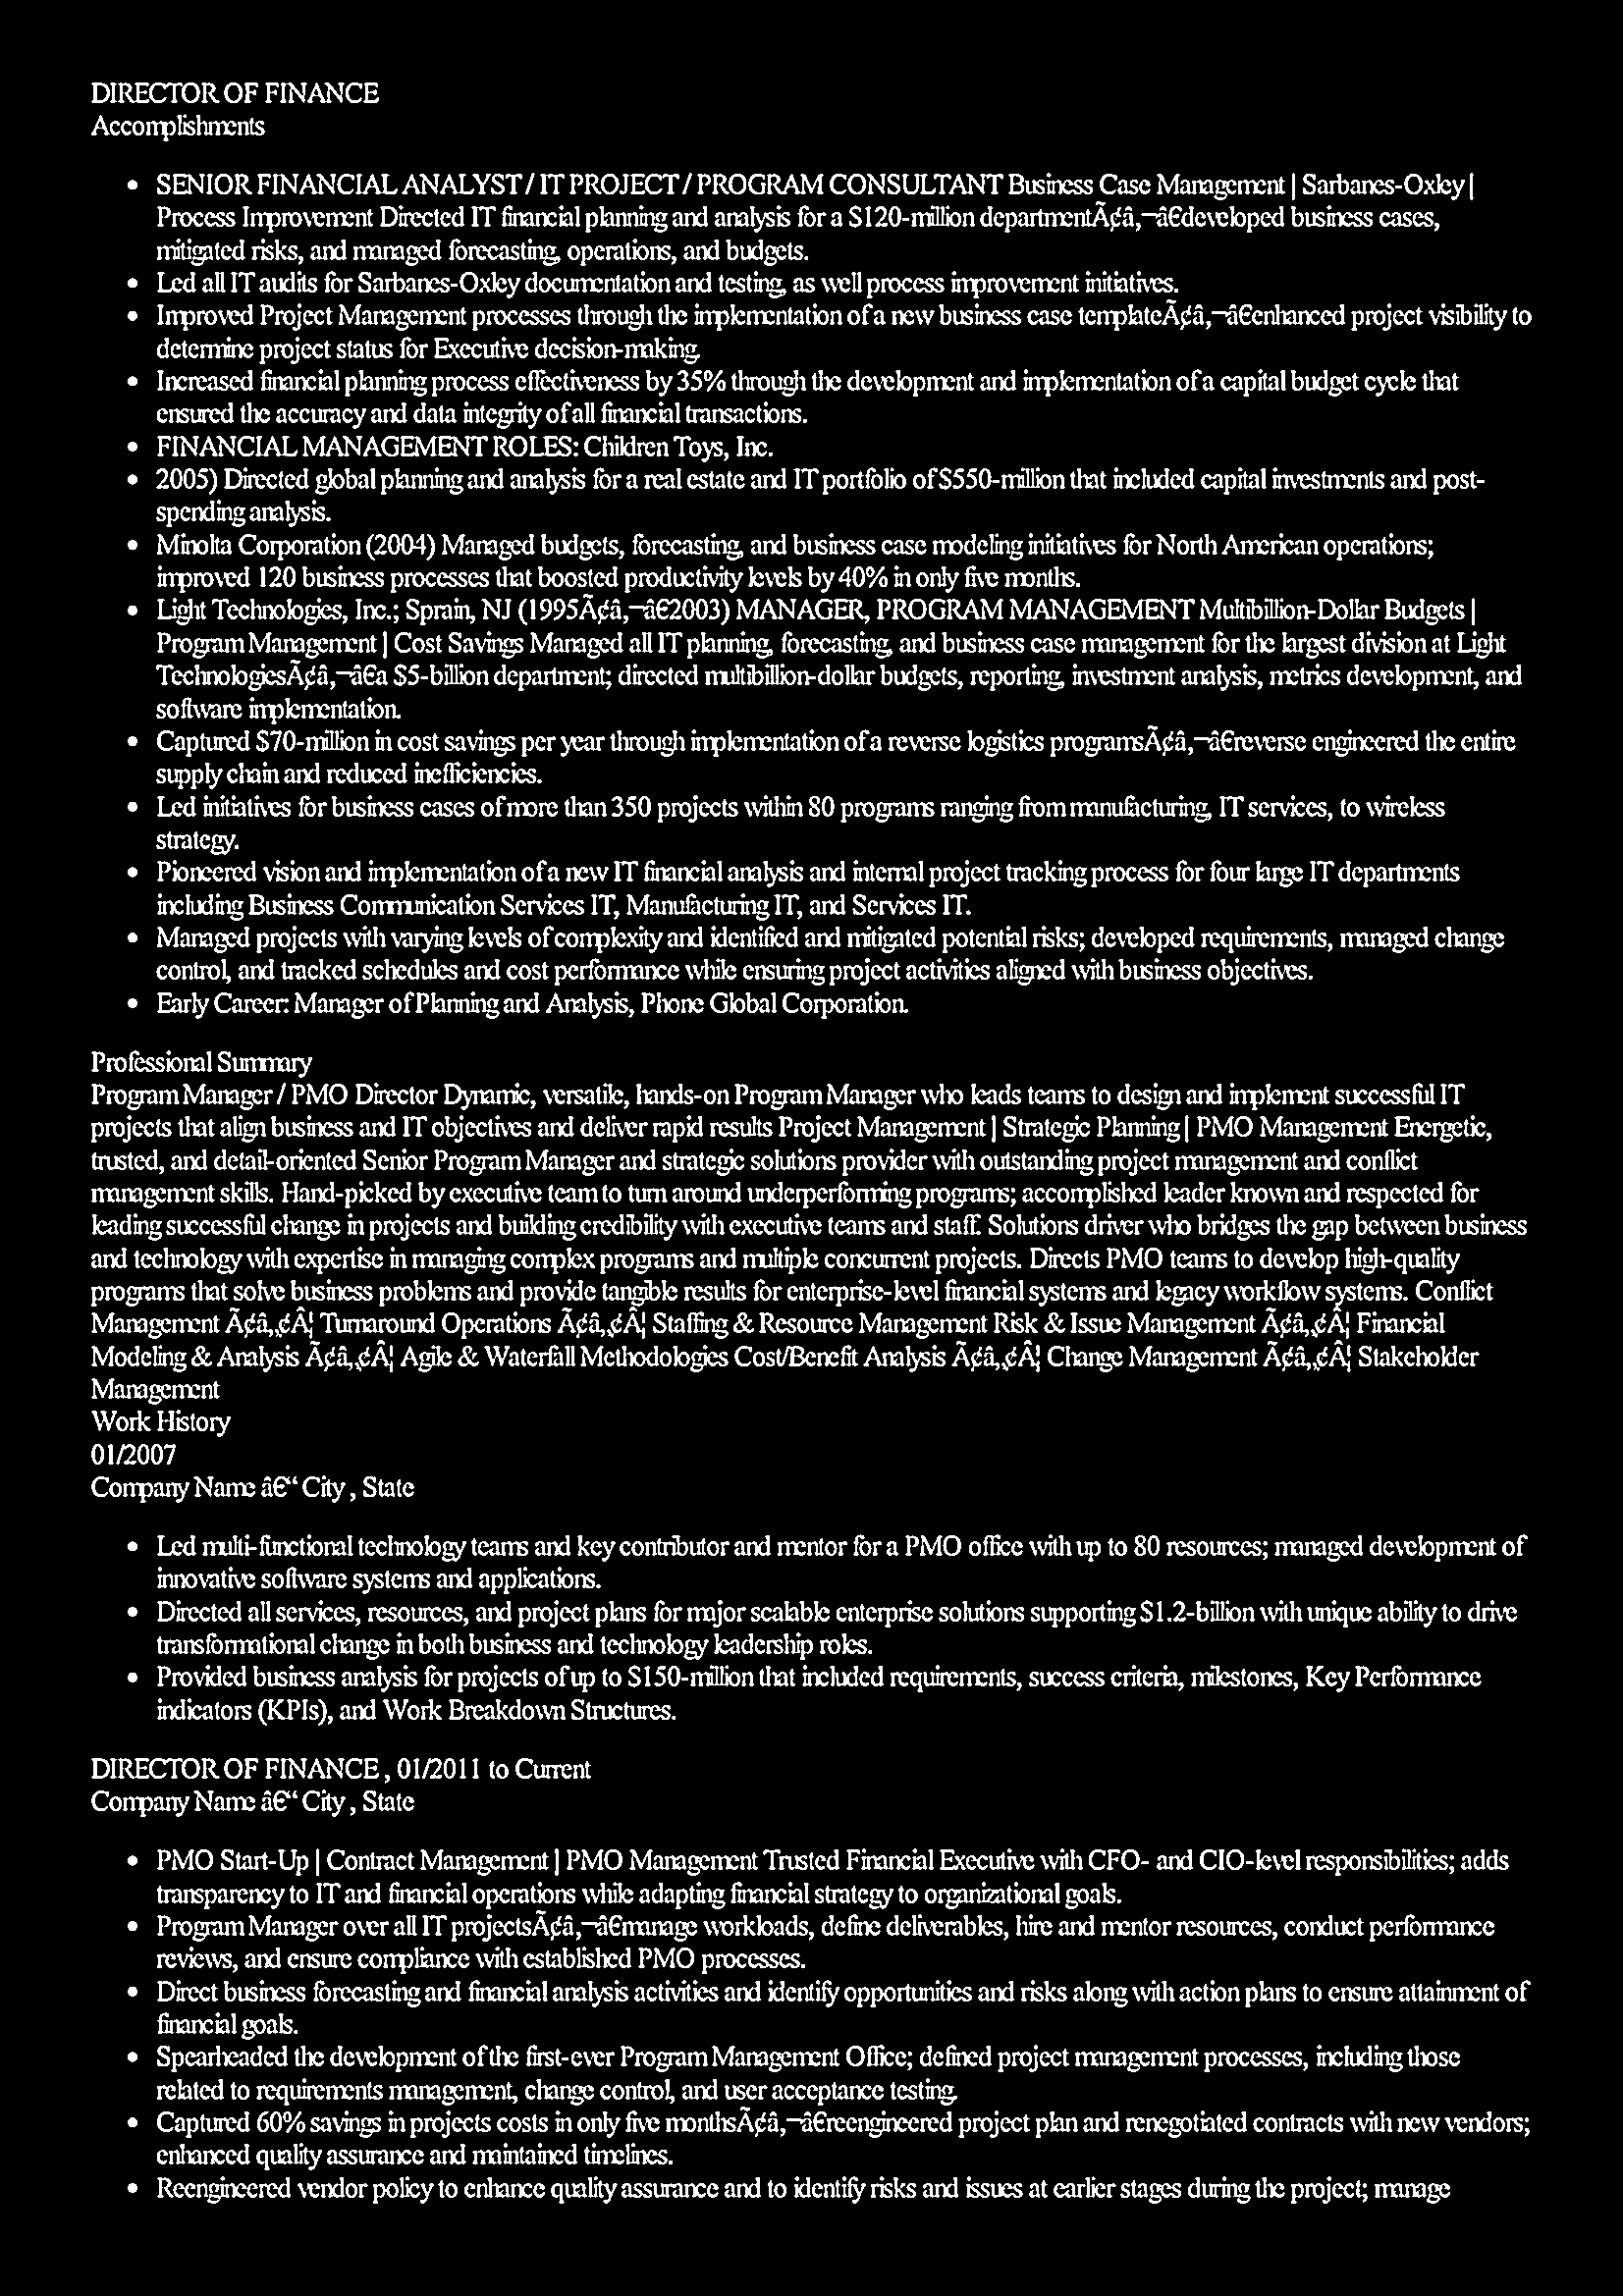 DIRECTOR OF FINANCE
Accomplishments
• SENIOR FINANCIAL ANALYST / IT PROJECT / PROGRAM CONSULTANT Business Case Management | Sarbanes-Oxley |
Process Improvement Directed IT financial planning and analysis for a $120-million departmentÃ¢â‚¬â€developed business cases,
mitigated risks, and managed forecasting, operations, and budgets.
• Led all IT audits for Sarbanes-Oxley documentation and testing, as well process improvement initiatives.
• Improved Project Management processes through the implementation of a new business case templateÃ¢â‚¬â€enhanced project visibility to
determine project status for Executive decision-making.
• Increased financial planning process effectiveness by 35% through the development and implementation of a capital budget cycle that
ensured the accuracy and data integrity of all financial transactions.
• FINANCIAL MANAGEMENT ROLES: Children Toys, Inc.
• 2005) Directed global planning and analysis for a real estate and IT portfolio of $550-million that included capital investments and post-
spending analysis.
• Minolta Corporation (2004) Managed budgets, forecasting, and business case modeling initiatives for North American operations;
improved 120 business processes that boosted productivity levels by 40% in only five months.
• Light Technologies, Inc.; Sprain, NJ (1995Ã¢â‚¬â€2003) MANAGER, PROGRAM MANAGEMENT Multibillion-Dollar Budgets |
Program Management | Cost Savings Managed all IT planning, forecasting, and business case management for the largest division at Light
TechnologiesÃ¢â‚¬â€a $5-billion department; directed multibillion-dollar budgets, reporting, investment analysis, metrics development, and
software implementation.
• Captured $70-million in cost savings per year through implementation of a reverse logistics programsÃ¢â‚¬â€reverse engineered the entire
supply chain and reduced inefficiencies.
• Led initiatives for business cases of more than 350 projects within 80 programs ranging from manufacturing, IT services, to wireless
strategy.
• Pioneered vision and implementation of a new IT financial analysis and internal project tracking process for four large IT departments
including Business Communication Services IT, Manufacturing IT, and Services IT.
• Managed projects with varying levels of complexity and identified and mitigated potential risks; developed requirements, managed change
control, and tracked schedules and cost performance while ensuring project activities aligned with business objectives.
• Early Career: Manager of Planning and Analysis, Phone Global Corporation.
Professional Summary
Program Manager / PMO Director Dynamic, versatile, hands-on Program Manager who leads teams to design and implement successful IT
projects that align business and IT objectives and deliver rapid results Project Management | Strategic Planning | PMO Management Energetic,
trusted, and detail-oriented Senior Program Manager and strategic solutions provider with outstanding project management and conflict
management skills. Hand-picked by executive team to turn around underperforming programs; accomplished leader known and respected for
leading successful change in projects and building credibility with executive teams and staff. Solutions driver who bridges the gap between business
and technology with expertise in managing complex programs and multiple concurrent projects. Directs PMO teams to develop high-quality
programs that solve business problems and provide tangible results for enterprise-level financial systems and legacy workflow systems. Conflict
Management Ã¢â„¢Â¦ Turnaround Operations Ã¢â„¢Â¦ Staffing & Resource Management Risk & Issue Management Ã¢â„¢Â¦ Financial
Modeling & Analysis Ã¢â„¢Â¦ Agile & Waterfall Methodologies Cost/Benefit Analysis Ã¢â„¢Â¦ Change Management Ã¢â„¢Â¦ Stakeholder
Management
Work History
01/2007
Company Name â€“ City , State
• Led multi-functional technology teams and key contributor and mentor for a PMO office with up to 80 resources; managed development of
innovative software systems and applications.
• Directed all services, resources, and project plans for major scalable enterprise solutions supporting $1.2-billion with unique ability to drive
transformational change in both business and technology leadership roles.
• Provided business analysis for projects of up to $150-million that included requirements, success criteria, milestones, Key Performance
indicators (KPIs), and Work Breakdown Structures.
DIRECTOR OF FINANCE , 01/2011 to Current
Company Name â€“ City , State
• PMO Start-Up | Contract Management | PMO Management Trusted Financial Executive with CFO- and CIO-level responsibilities; adds
transparency to IT and financial operations while adapting financial strategy to organizational goals.
• Program Manager over all IT projectsÃ¢â‚¬â€manage workloads, define deliverables, hire and mentor resources, conduct performance
reviews, and ensure compliance with established PMO processes.
• Direct business forecasting and financial analysis activities and identify opportunities and risks along with action plans to ensure attainment of
financial goals.
• Spearheaded the development of the first-ever Program Management Office; defined project management processes, including those
related to requirements management, change control, and user acceptance testing.
• Captured 60% savings in projects costs in only five monthsÃ¢â‚¬â€reengineered project plan and renegotiated contracts with new vendors;
enhanced quality assurance and maintained timelines.
• Reengineered vendor policy to enhance quality assurance and to identify risks and issues at earlier stages during the project; manage